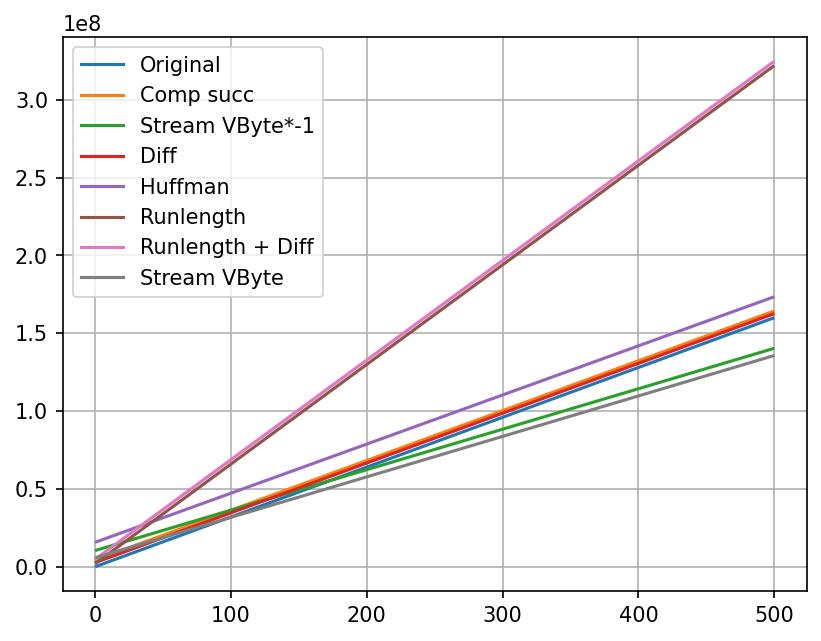 1e8
Original
Comp succ
Stream VByte*-1
Diff
Huffman
Runlength
Runlength + Diff
Stream VByte
3.0
2.5
2.0
1.5
1.0
0.5
0.0
0 100 200 300 400 500